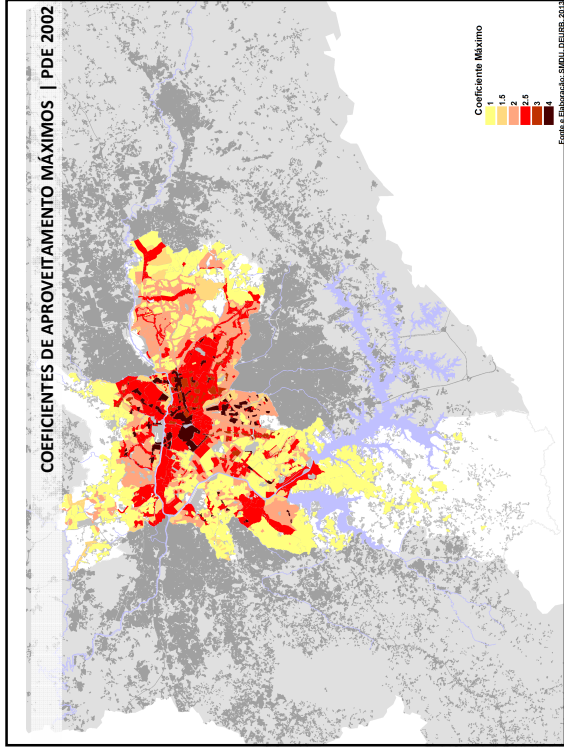 COEFICIENTES DE APROVEITAMENTO MÁXIMOS | PDE 2002
Coeficiente Máximo
1
1.5
2
2.5
3
4
Fonte e Elaboração: SMDU, DEURB, 2013